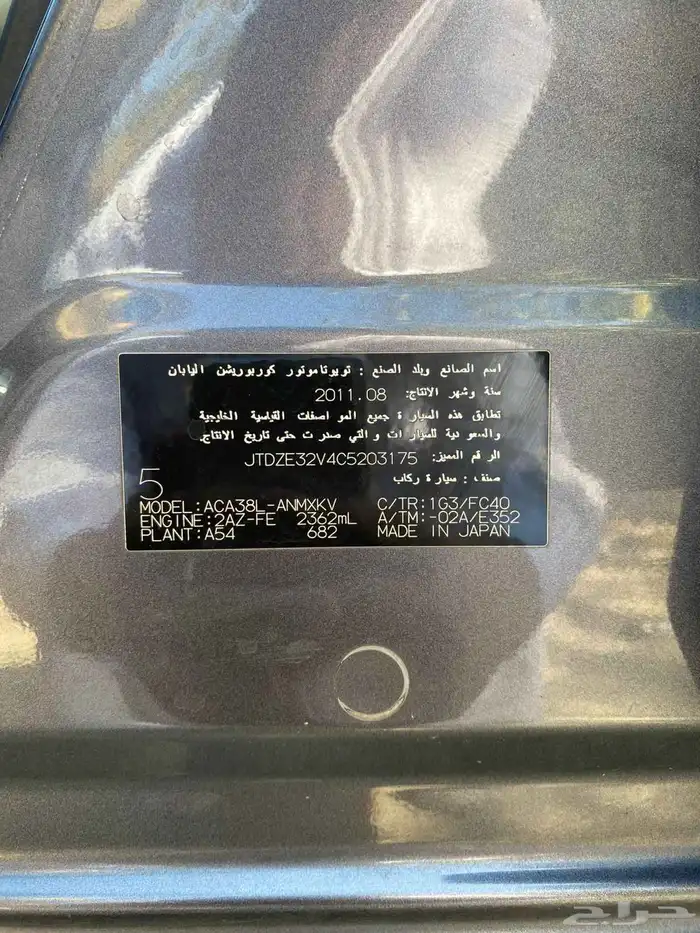 اسم الصانع وبلد الصنع : تويوتاموتور كوربوريشن اليابان
سنة وشهر الانتاج: 2011.08
تطابق هذه السيارة جميع المواصفات القياسية الخليجية
والسعودية للسيارات والتي صدرت حتى تاريخ الانتاج.
الرقم المميز: JTDZE32V4C5203175
صنف: سيارة ركاب
5
MODEL:ACA38L-ANMXKV C/TR:1G3/FC40
ENGINE:2AZ-FE 2362mL A/TM:-02A/E352
PLANT:A54 682 MADE IN JAPAN
حراج